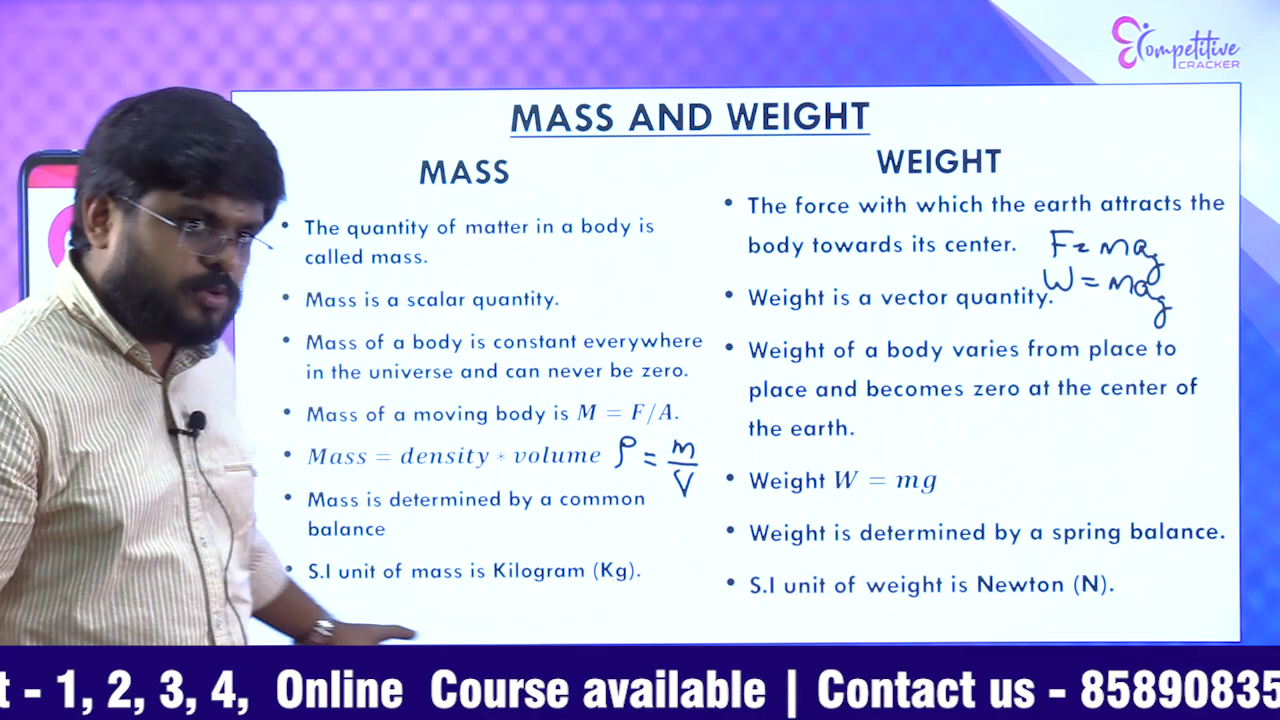 Competitive
CRACKER
MASS AND WEIGHT
MASS
• The quantity of matter in a body is
called mass.
• Mass is a scalar quantity.
• Mass of a body is constant everywhere
in the universe and can never be zero.
• Mass of a moving body is M = F/A.
• Mass = density * volume ρ = m/V
• Mass is determined by a common
balance
• S.I unit of mass is Kilogram (Kg).
WEIGHT
• The force with which the earth attracts the
body towards its center.
F = mag
• Weight is a vector quantity.
W = mag
• Weight of a body varies from place to
place and becomes zero at the center of
the earth.
• Weight W = mg
• Weight is determined by a spring balance.
• S.I unit of weight is Newton (N).
t - 1, 2, 3, 4, Online Course available | Contact us - 85890835